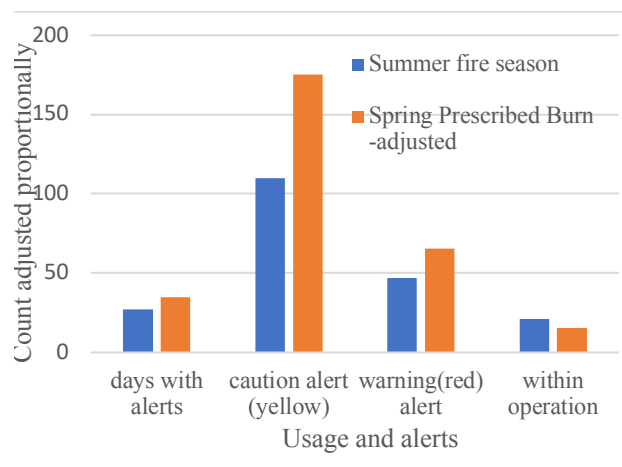 200
150
100
50
0
Count adjusted proportionally
Summer fire season
Spring Prescribed Burn
-adjusted
days with
alerts
caution alert
(yellow)
warning(red)
alert
within
operation
Usage and alerts